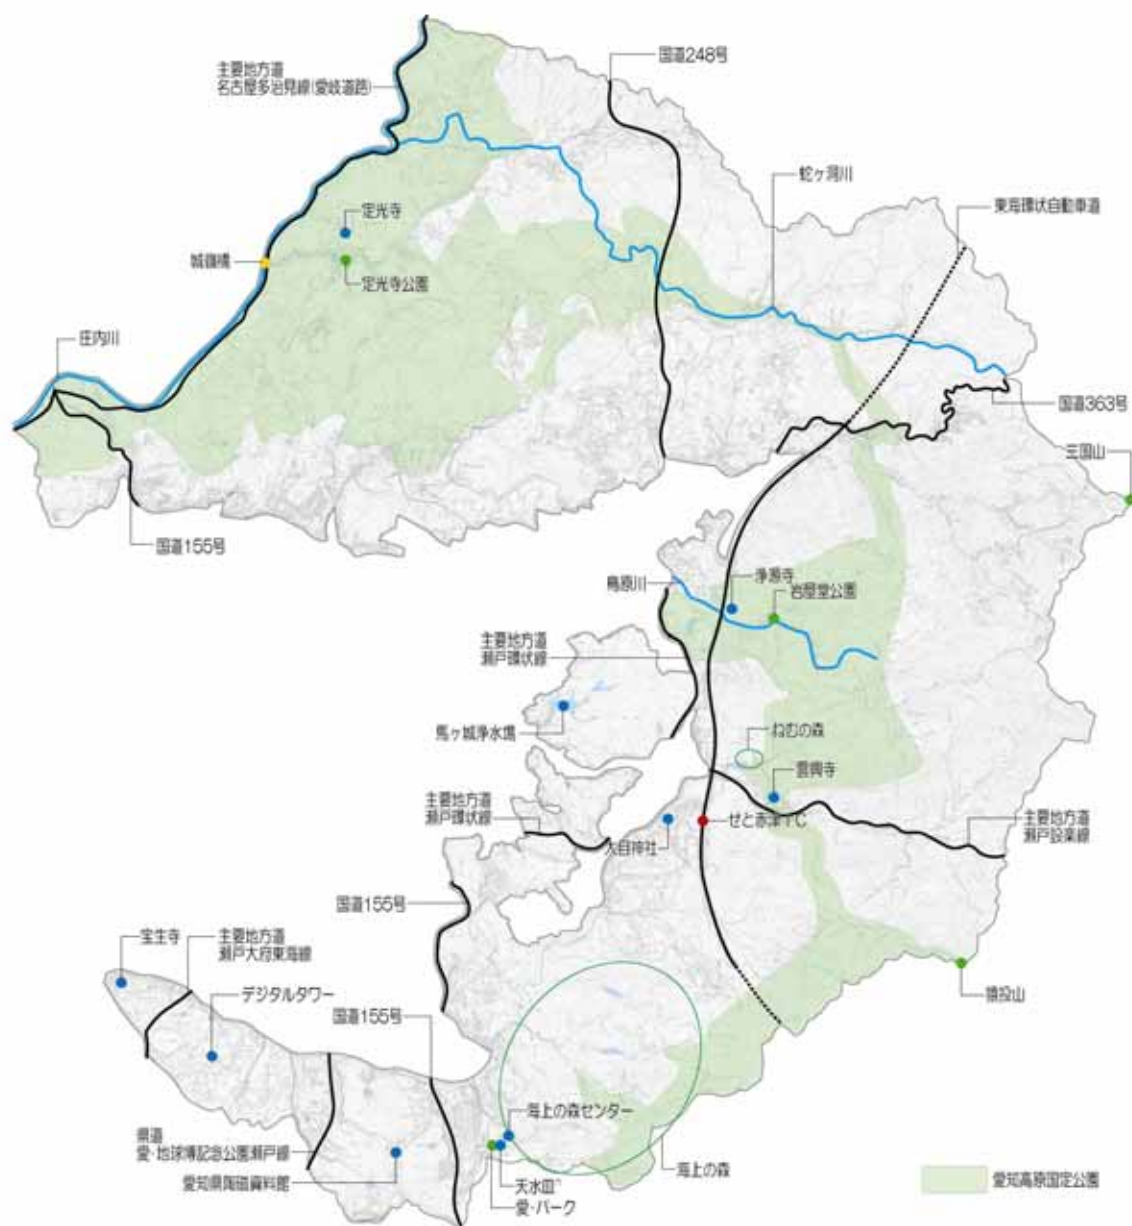 国道248号
主要地方道
名古屋多治見線(愛岐道路)
蛇ヶ洞川
東海環状自動車道
定光寺
城嶺橋
定光寺公園
庄内川
国道363号
三国山
国道155号
鳥原川
浄源寺
岩屋堂公園
主要地方道
瀬戸環状線
馬ヶ城浄水場
ねむの森
雲興寺
主要地方道
瀬戸環状線
せと赤津IC
主要地方道
瀬戸設楽線
大目神社
国道155号
宝生寺
主要地方道
瀬戸大府東海線
デジタルタワー
猿投山
国道155号
海上の森センター
県道
愛・地球博記念公園瀬戸線
海上の森
愛知県陶磁資料館
天水皿
愛・パーク
愛知高原国定公園